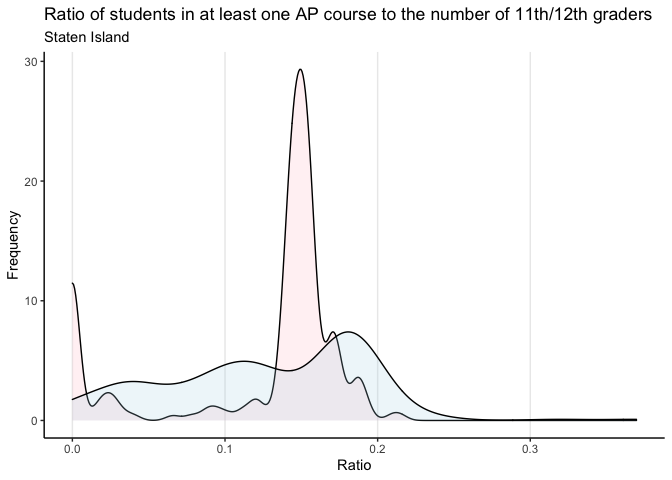 Ratio of students in at least one AP course to the number of 11th/12th graders
Staten Island
30
20
10
0
Frequency
0.0 0.1 0.2 0.3
Ratio